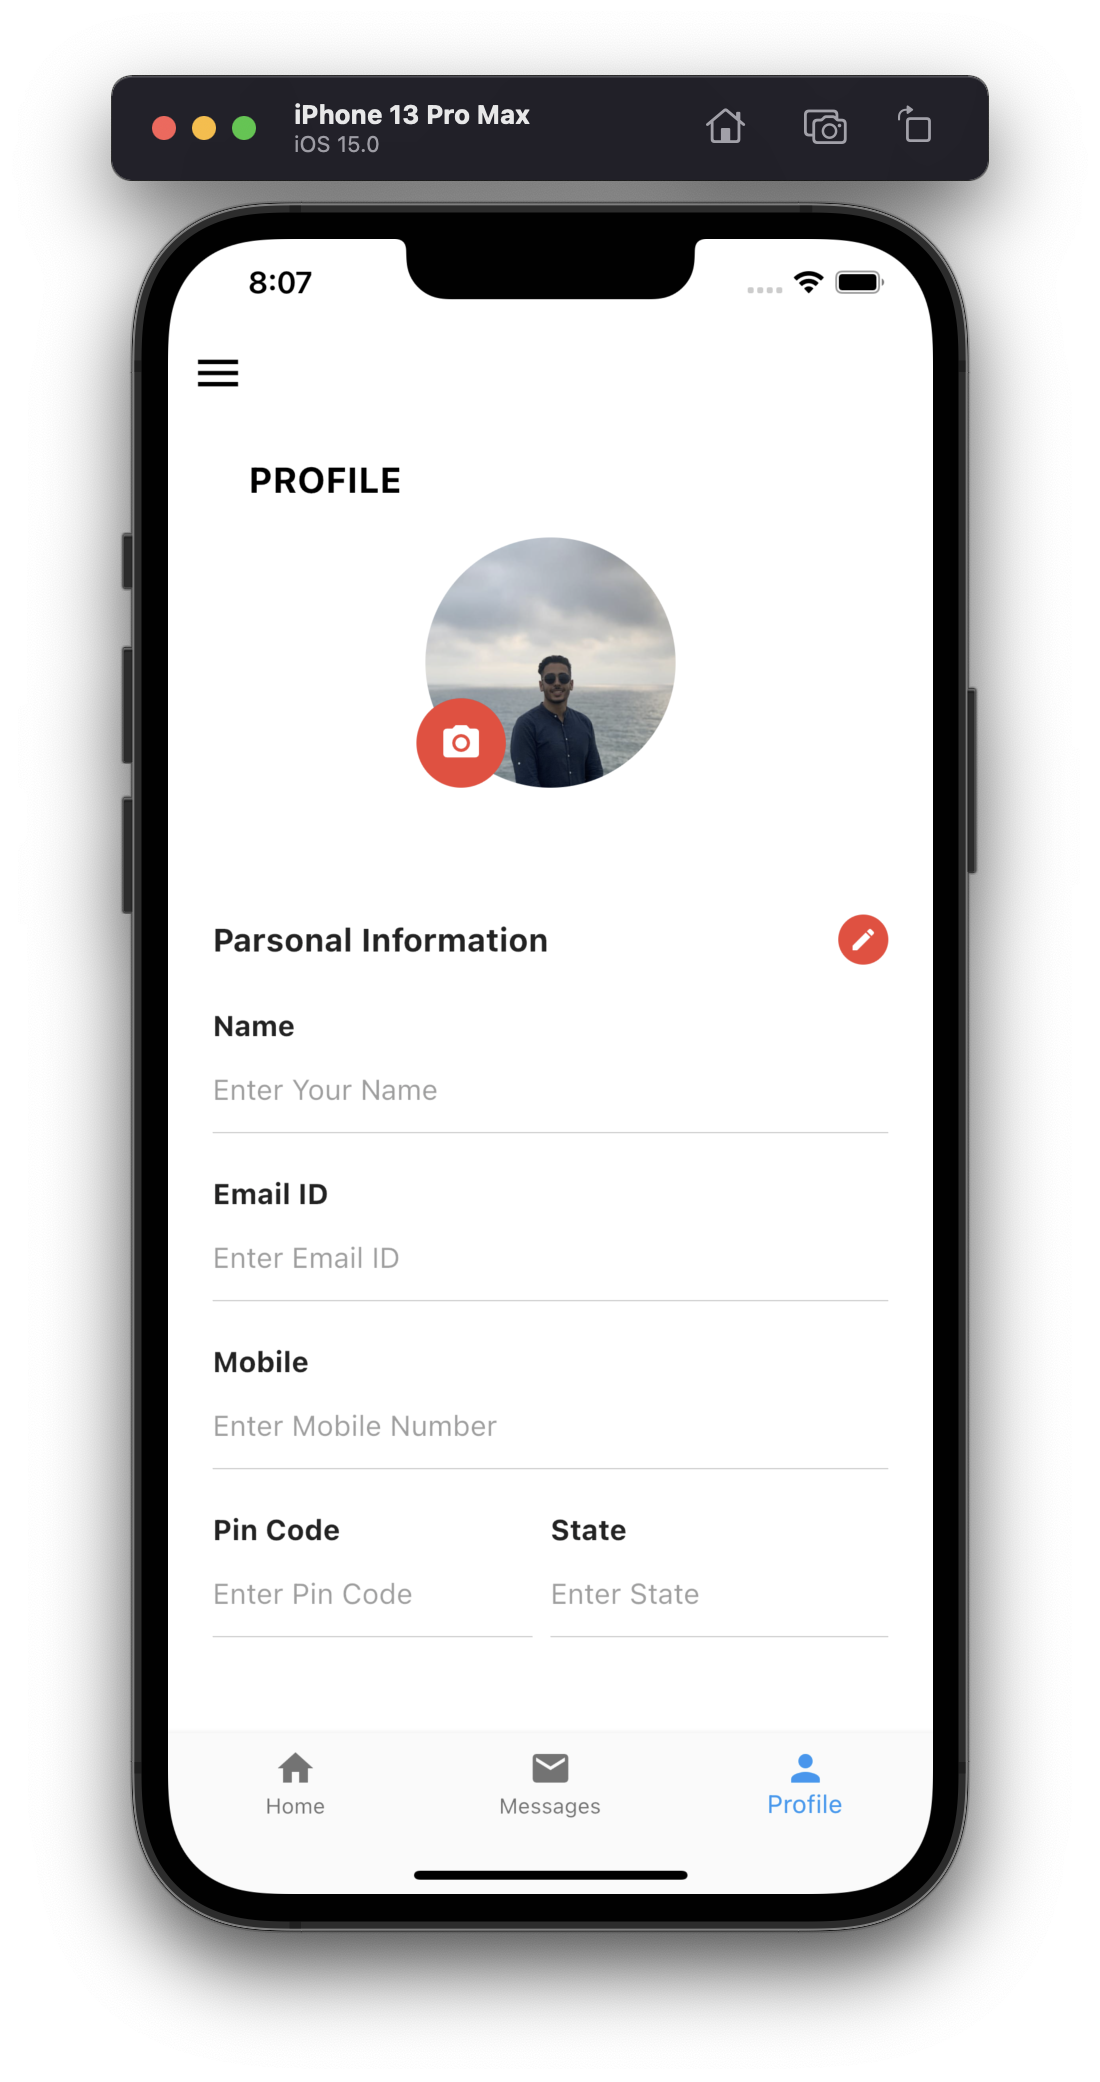 iPhone 13 Pro Max
iOS 15.0
8:07
PROFILE
Parsonal Information
Name
Enter Your Name
Email ID
Enter Email ID
Mobile
Enter Mobile Number
Pin Code State
Enter Pin Code Enter State
Home Messages Profile